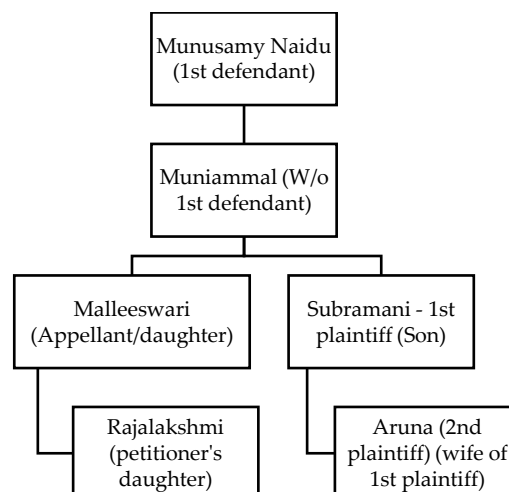 Munusamy Naidu
(1st defendant)
Muniammal (W/o
1st defendant)
Malleeswari
(Appellant/daughter)
Subramani - 1st
plaintiff (Son)
Rajalakshmi
(petitioner's
daughter)
Aruna (2nd
plaintiff) (wife of
1st plaintiff)